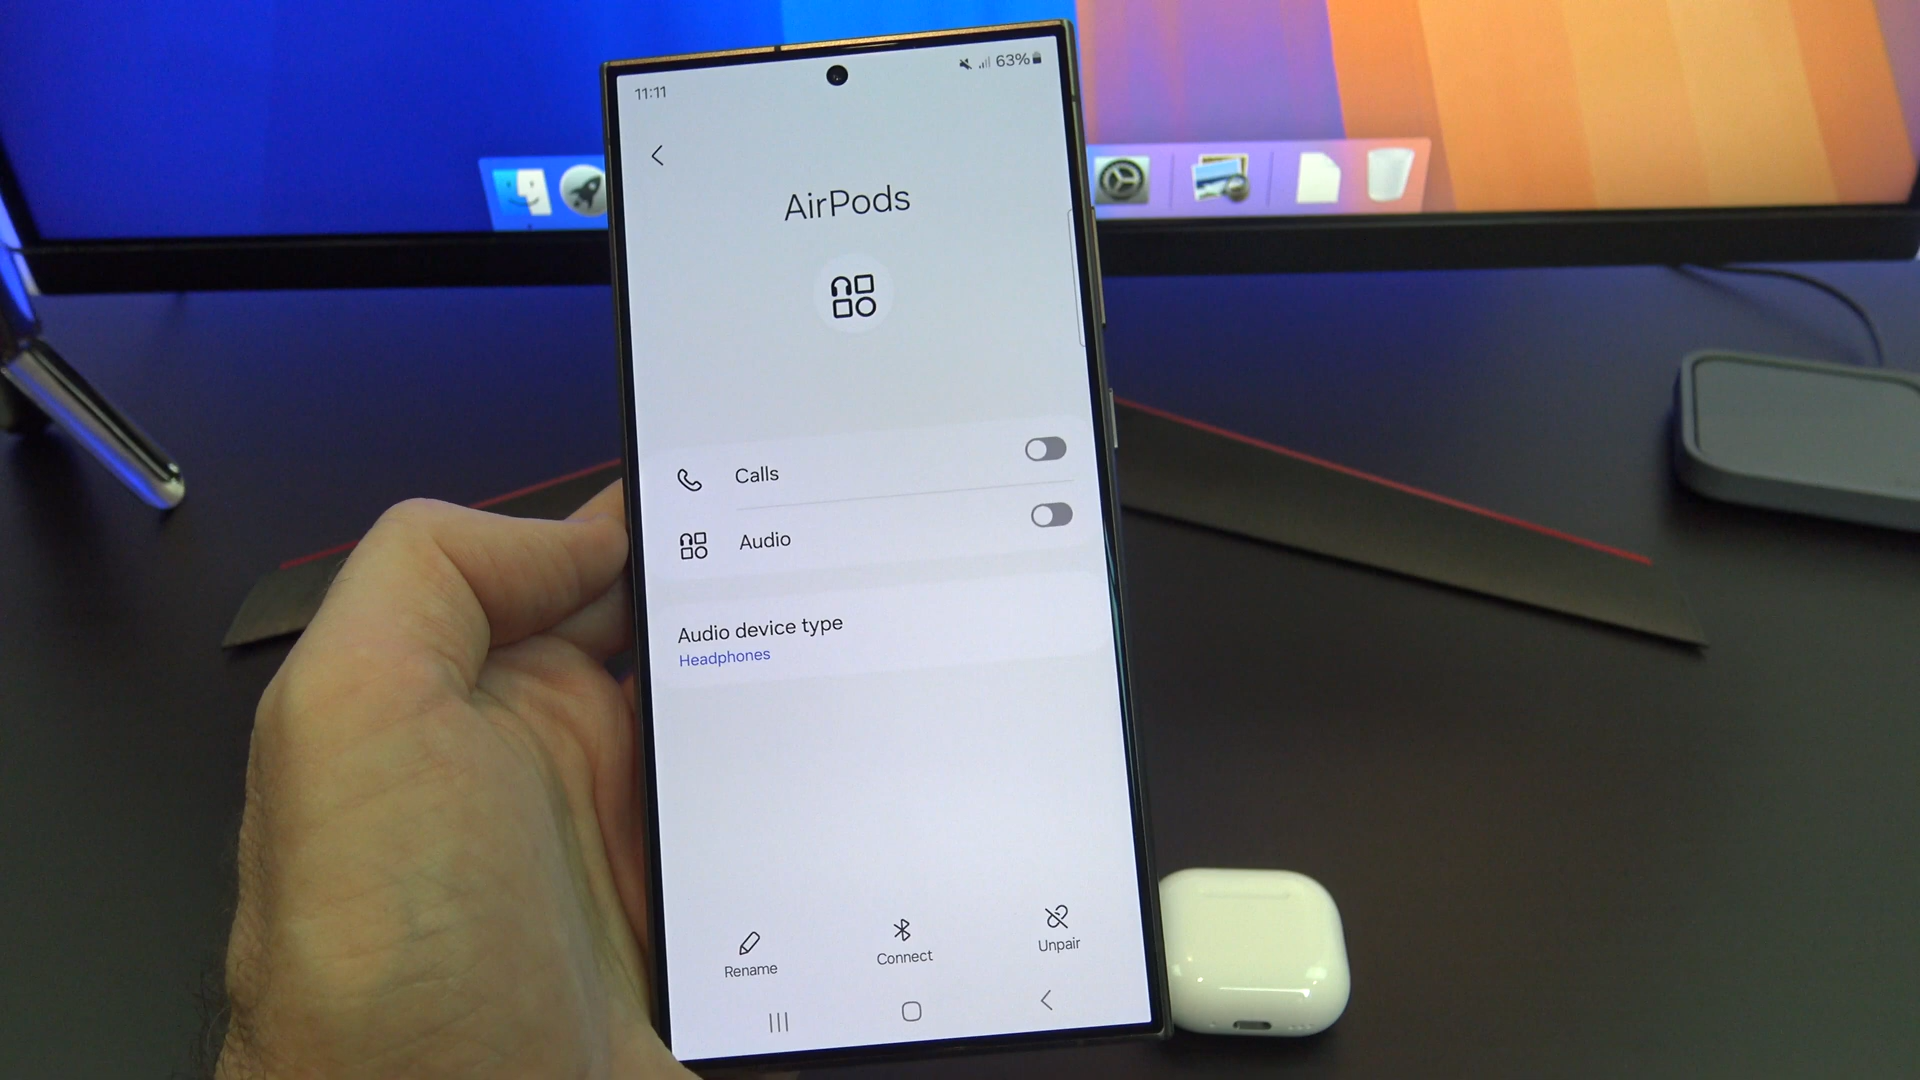 11:11
63%
AirPods
Calls
Audio
Audio device type
Headphones
Rename
Connect
Unpair